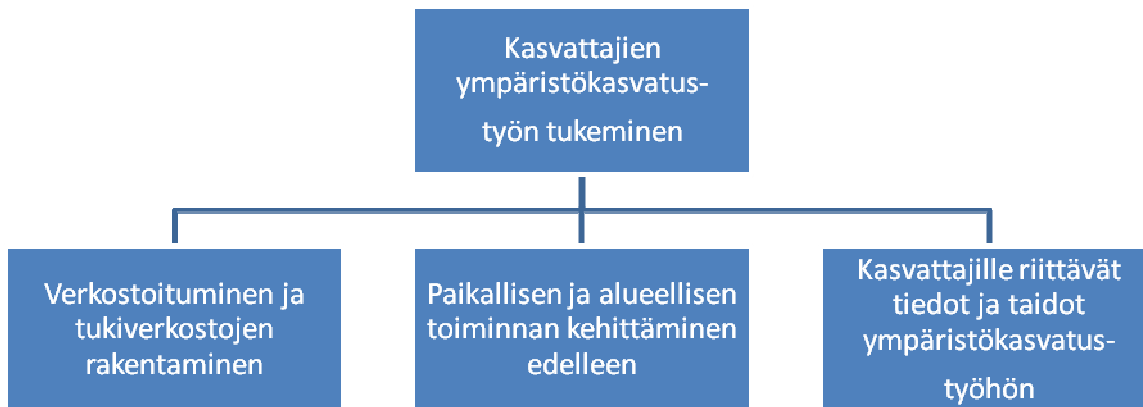 Kasvattajien
ympäristökasvatus-
työn tukeminen
Verkostoituminen ja
tukiverkostojen
rakentaminen
Paikallisen ja alueellisen
toiminnan kehittäminen
edelleen
Kasvattajille riittävät
tiedot ja taidot
ympäristökasvatus-
työhön